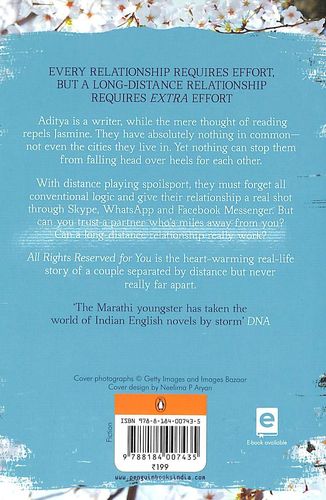 EVERY RELATIONSHIP REQUIRES EFFORT,
BUT A LONG-DISTANCE RELATIONSHIP
REQUIRES EXTRA EFFORT
Aditya is a writer, while the mere thought of reading
repels Jasmine. They have absolutely nothing in common—
not even the cities they live in. Yet nothing can stop them
from falling head over heels for each other.
With distance playing spoilsport, they must forget all
conventional logic and give their relationship a real shot
through Skype, WhatsApp and Facebook Messenger. But
can you trust a partner who's miles away from you?
Can a long-distance relationship really work?
All Rights Reserved for You is the heart-warming real-life
story of a couple separated by distance but never
really far apart.
'The Marathi youngster has taken the
world of Indian English novels by storm' DNA
Cover photographs © Getty Images and Images Bazaar
Cover design by Neelima P Aryan
Fiction
ISBN 978-8-184-00743-5
9 788184 007435
₹199
www.penguinbooksindia.com
e
E-book available